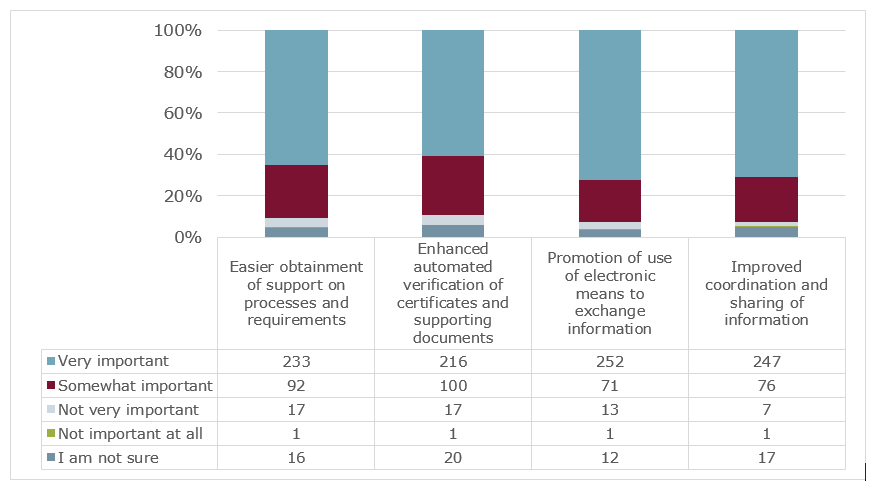 100%
80%
60%
40%
20%
0%
Easier obtainment
of support on
processes and
requirements
Enhanced
automated
verification of
certificates and
supporting
documents
Promotion of use
of electronic
means to
exchange
information
Improved
coordination and
sharing of
information
Very important 233 216 252 247
Somewhat important 92 100 71 76
Not very important 17 17 13 7
Not important at all 1 1 1 1
I am not sure 16 20 12 17